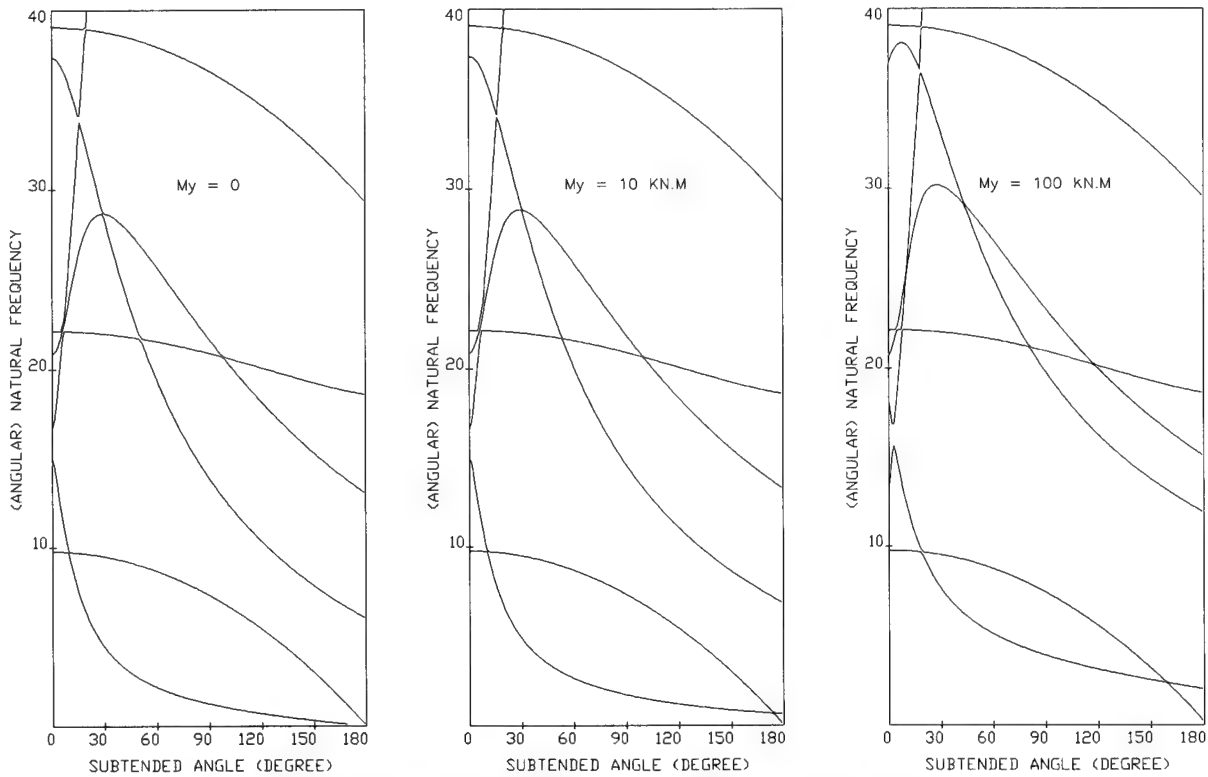 40
30
20
10
(ANGULAR) NATURAL FREQUENCY
My = 0
0 30 60 90 120 150 180
SUBTENDED ANGLE (DEGREE)
40
30
20
10
(ANGULAR) NATURAL FREQUENCY
My = 10 KN.M
0 30 60 90 120 150 180
SUBTENDED ANGLE (DEGREE)
40
30
20
10
(ANGULAR) NATURAL FREQUENCY
My = 100 KN.M
0 30 60 90 120 150 180
SUBTENDED ANGLE (DEGREE)